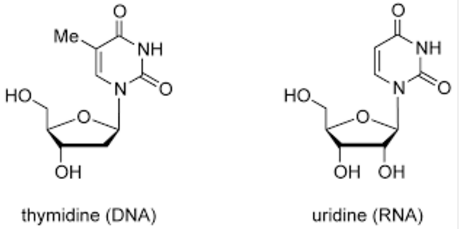 O
Me
NH
N
O
HO
O
OH
thymidine (DNA)
O
NH
N
O
HO
O
OH OH
uridine (RNA)